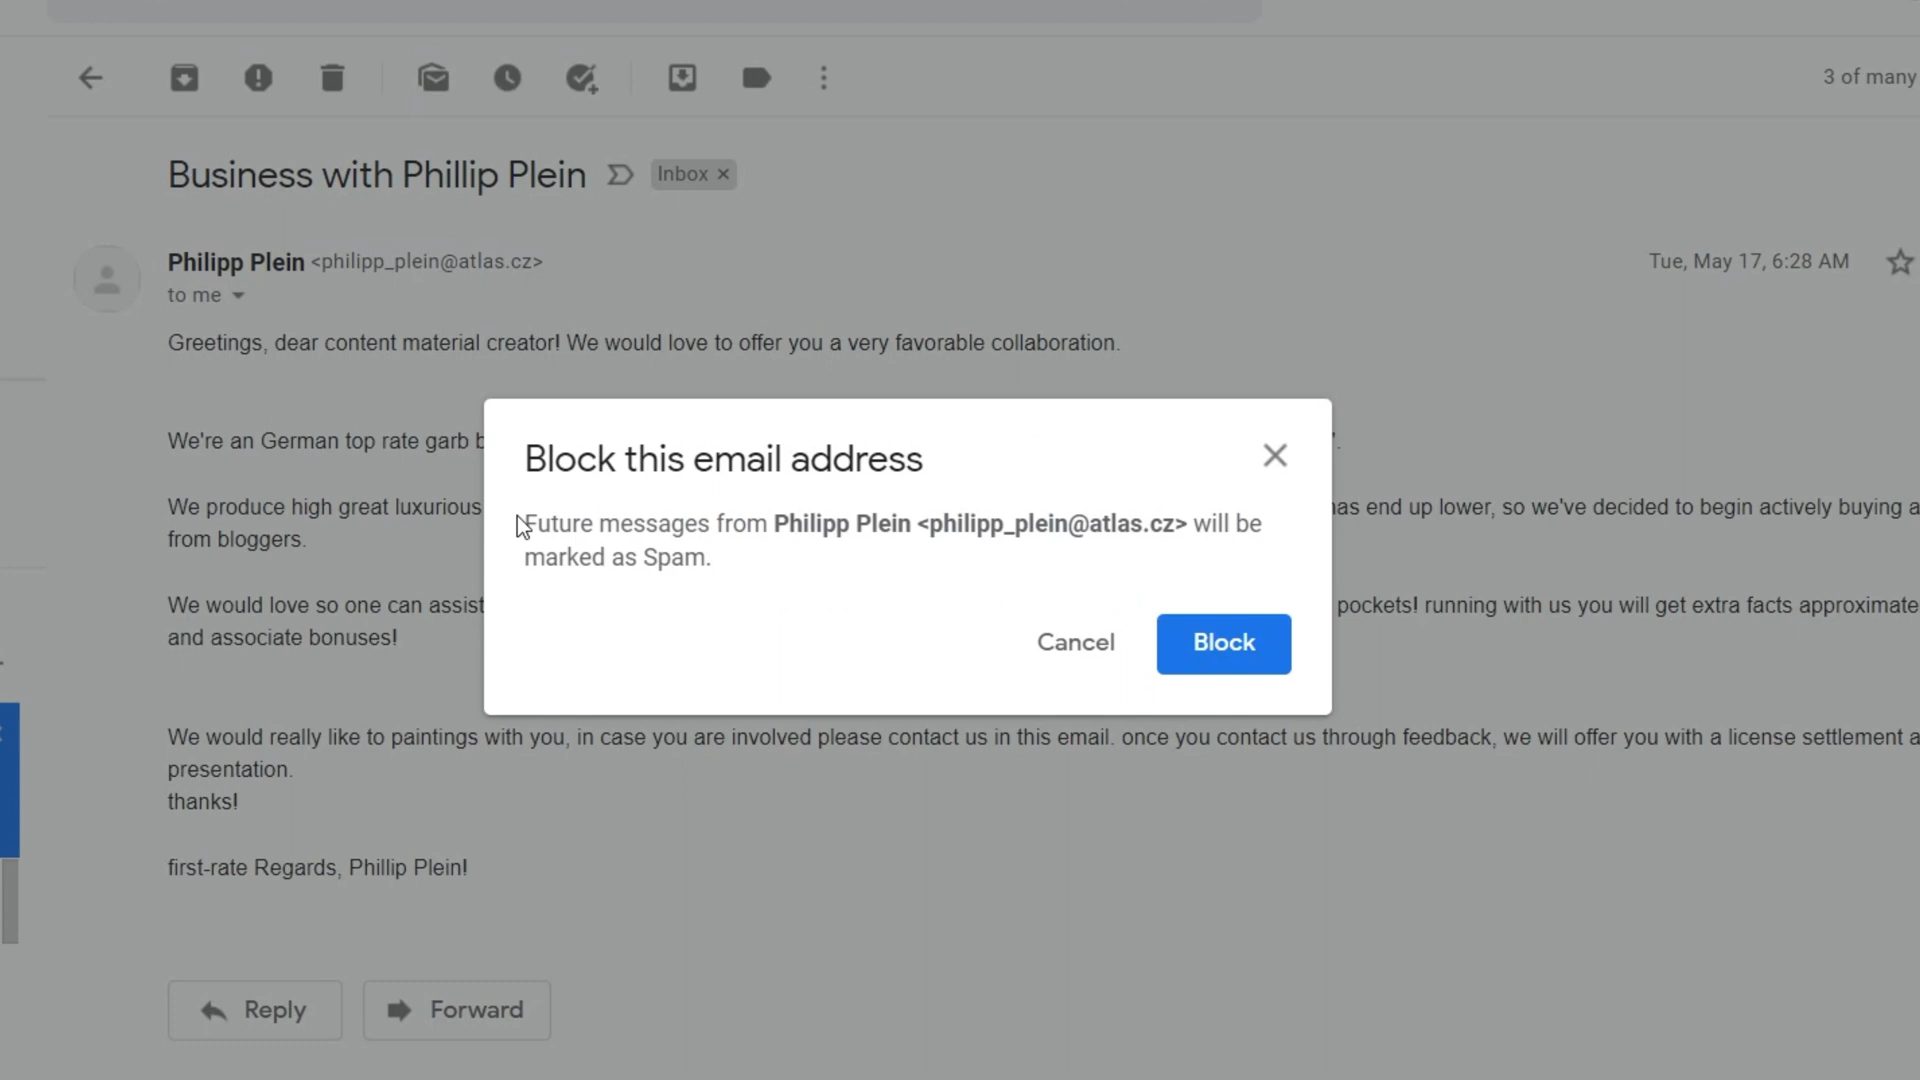 3 of many
Business with Phillip Plein Inbox ×
Philipp Plein <philipp_plein@atlas.cz> Tue, May 17, 6:28 AM
to me
Greetings, dear content material creator! We would love to offer you a very favorable collaboration.
We're an German top rate garb
Block this email address
Future messages from Philipp Plein <philipp_plein@atlas.cz> will be
marked as Spam.
Cancel Block
We produce high great luxurious has end up lower, so we've decided to begin actively buying
from bloggers.
We would love so one can assist pockets! running with us you will get extra facts approximate
and associate bonuses!
We would really like to paintings with you, in case you are involved please contact us in this email. once you contact us through feedback, we will offer you with a license settlement
presentation.
thanks!
first-rate Regards, Phillip Plein!
Reply Forward